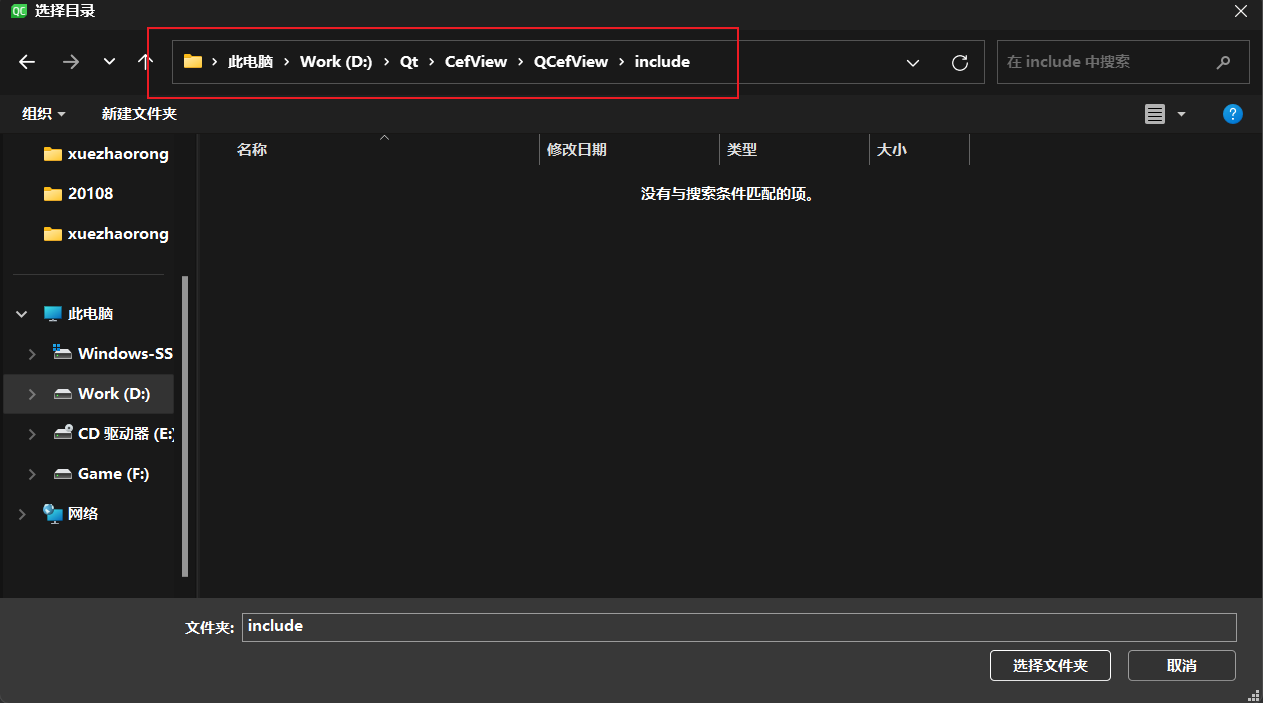 QC 选择目录
此电脑 › Work (D:) › Qt › CefView › QCefView › include
在 include 中搜索
组织
新建文件夹
?
名称
修改日期
类型
大小
没有与搜索条件匹配的项。
xuezhaorong
20108
xuezhaorong
此电脑
Windows-SS
Work (D:)
CD 驱动器 (E:)
Game (F:)
网络
文件夹: include
选择文件夹
取消